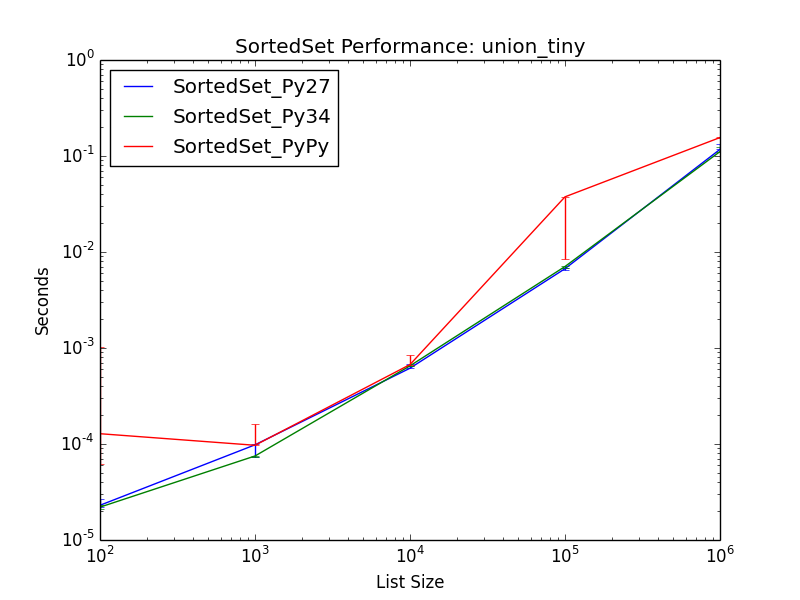 SortedSet Performance: union_tiny
10^0
SortedSet_Py27
SortedSet_Py34
SortedSet_PyPy
10^-1
10^-2
Seconds
10^-3
10^-4
10^-5
10^2 10^3 10^4 10^5 10^6
List Size